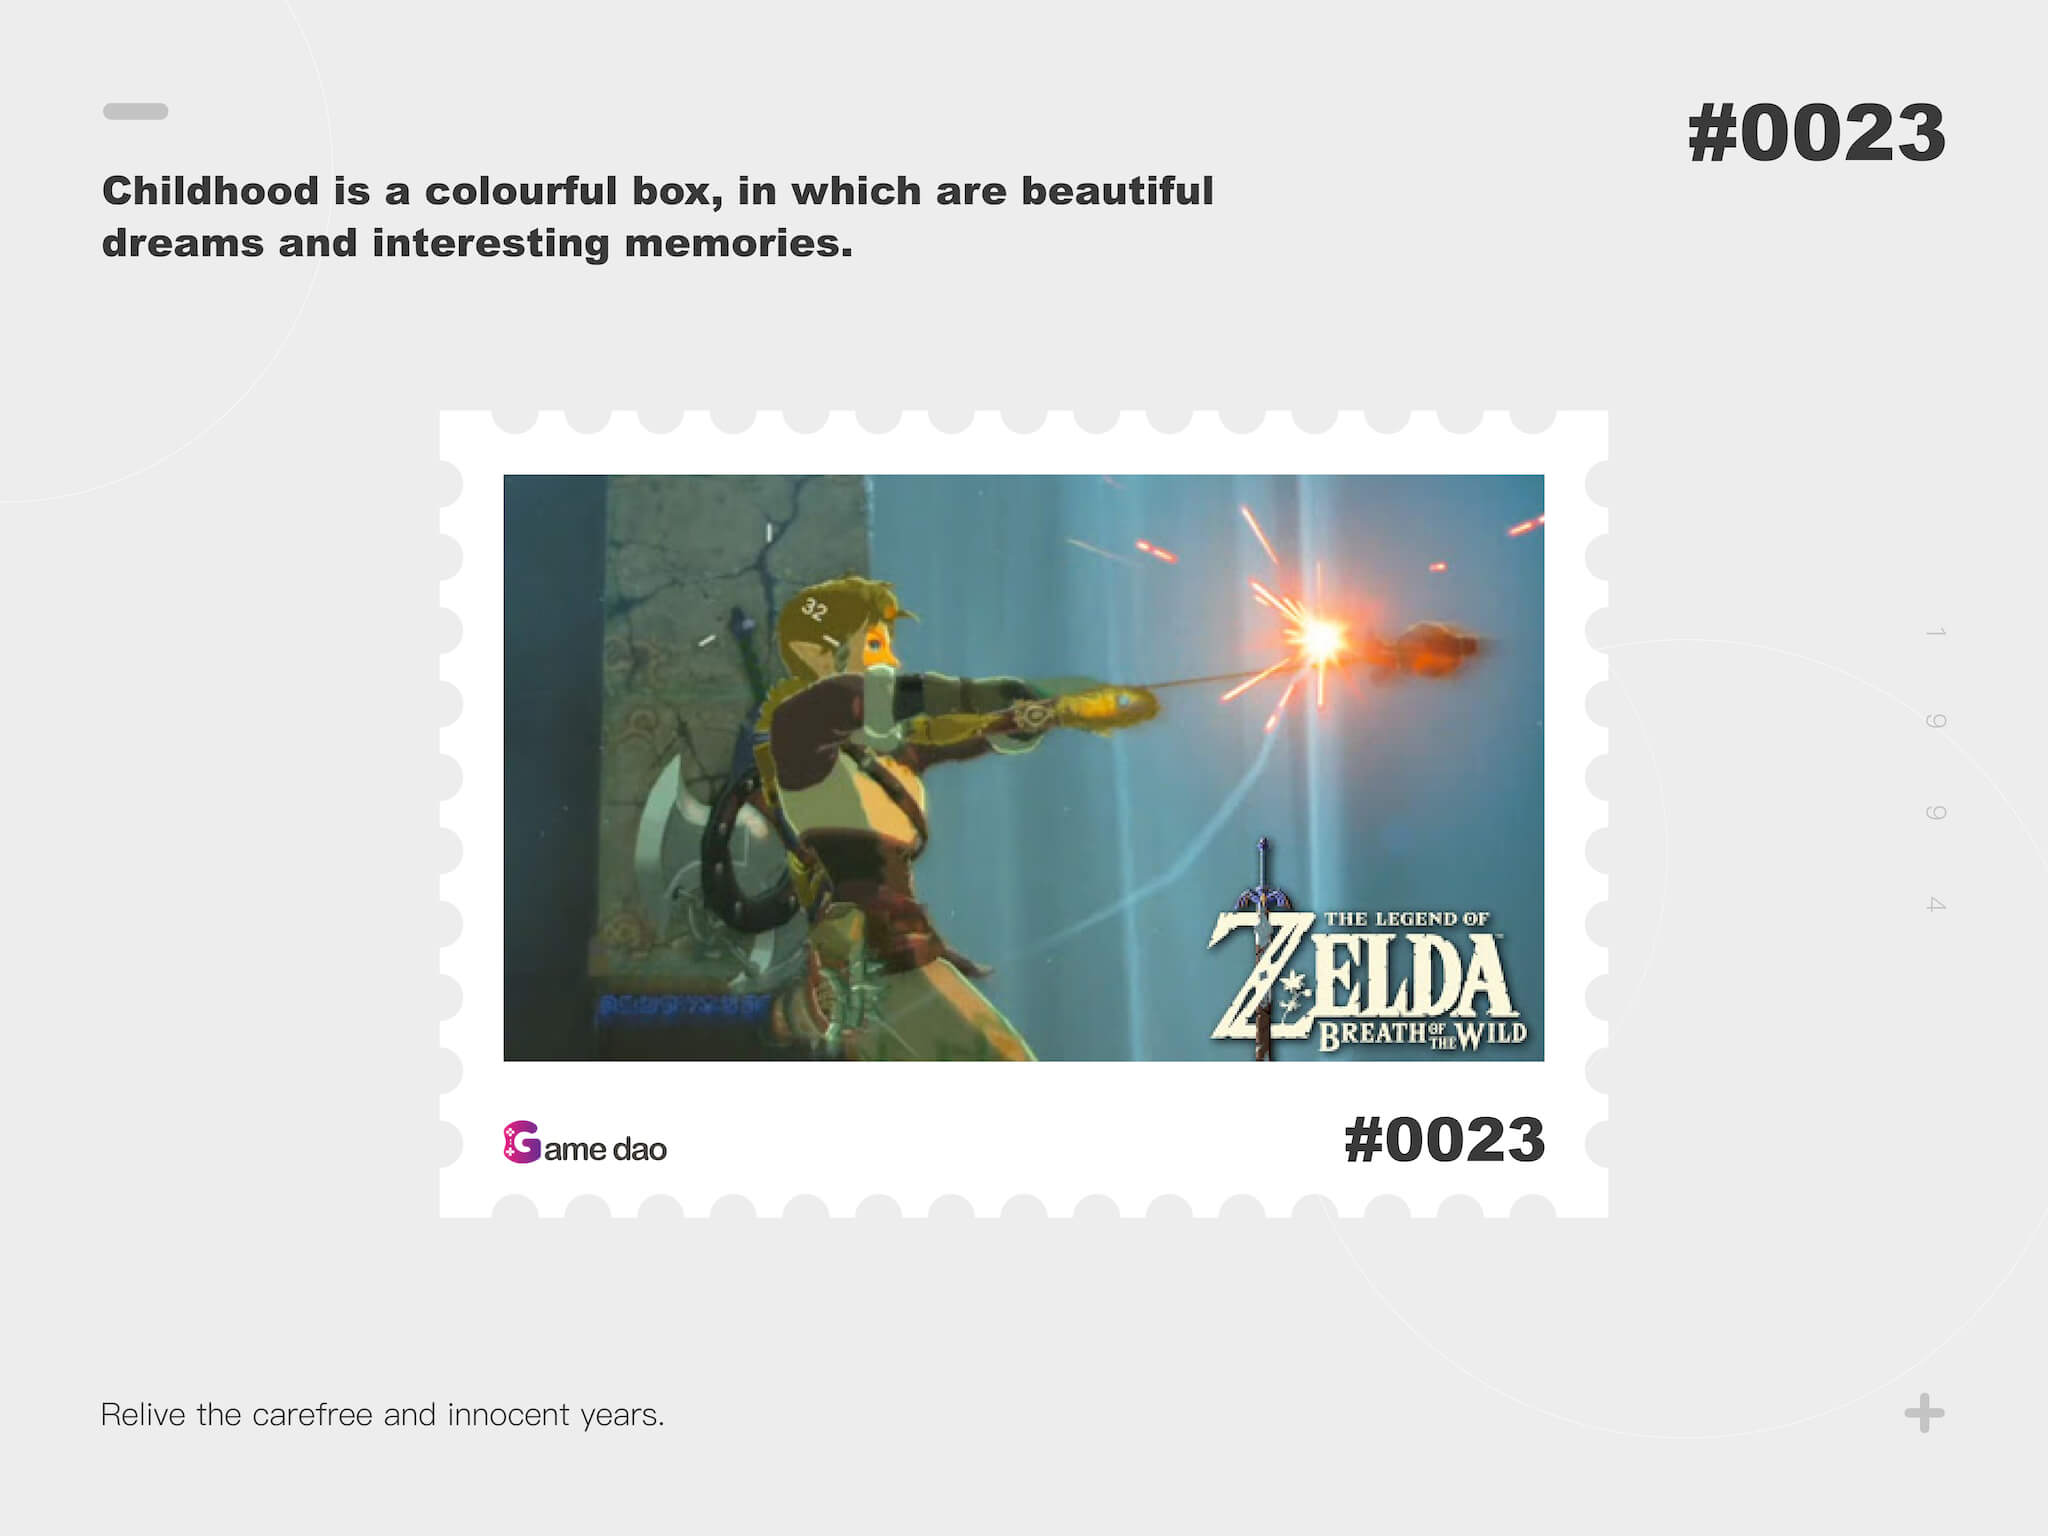 #0023
Childhood is a colourful box, in which are beautiful
dreams and interesting memories.
32
THE LEGEND OF
ZELDA
BREATH OF THE WILD
Game dao
#0023
1
9
9
4
Relive the carefree and innocent years.